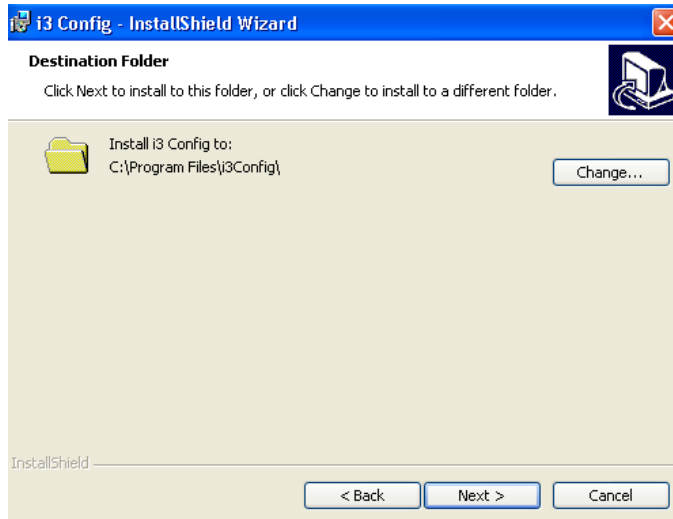 i3 Config - InstallShield Wizard
Destination Folder
Click Next to install to this folder, or click Change to install to a different folder.
Install i3 Config to:
C:\Program Files\i3Config\
Change...
InstallShield
< Back
Next >
Cancel